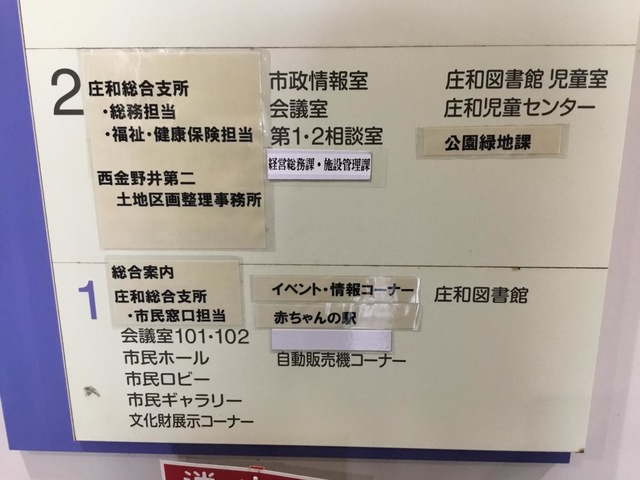 2
庄和総合支所
・総務担当
・福祉・健康保険担当
西金野井第二
土地区画整理事務所
市政情報室
会議室
第1・2相談室
経営総務課・施設管理課
庄和図書館 児童室
庄和児童センター
公園緑地課
1
総合案内
庄和総合支所
・市民窓口担当
会議室101・102
市民ホール
市民ロビー
市民ギャラリー
文化財展示コーナー
イベント・情報コーナー
赤ちゃんの駅
自動販売機コーナー
庄和図書館